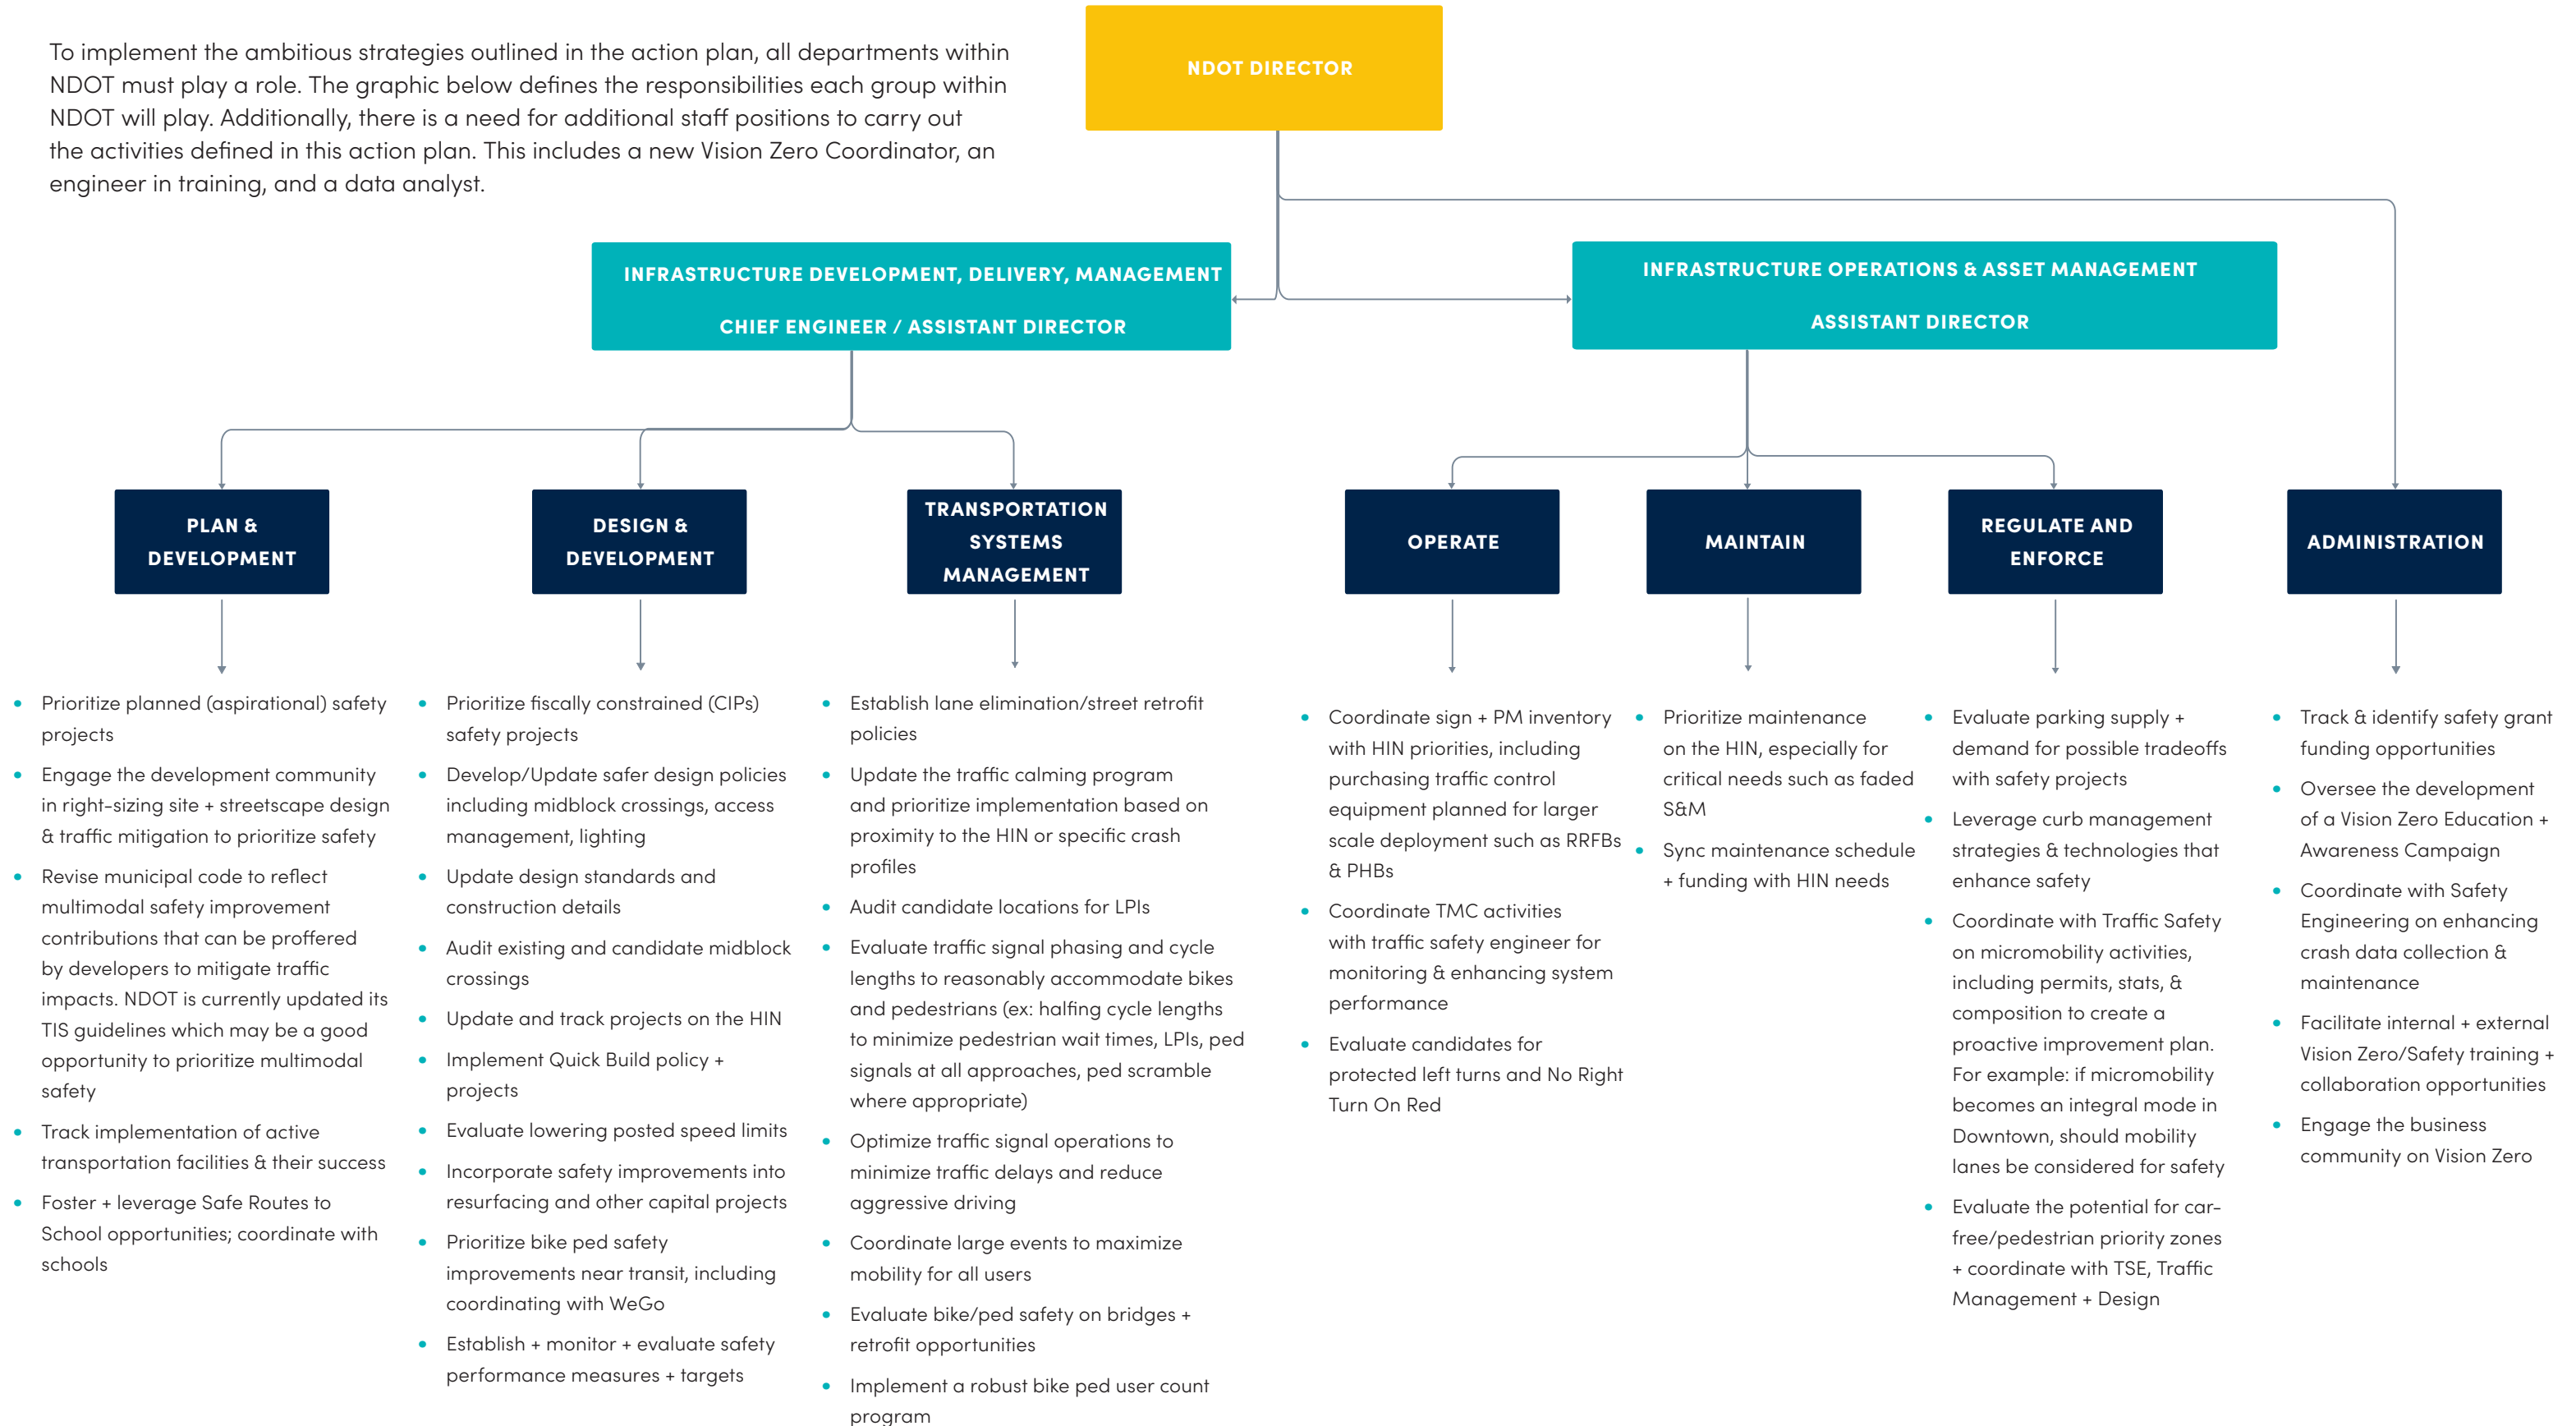 To implement the ambitious strategies outlined in the action plan, all departments within
NDOT must play a role. The graphic below defines the responsibilities each group within
NDOT will play. Additionally, there is a need for additional staff positions to carry out
the activities defined in this action plan. This includes a new Vision Zero Coordinator, an
engineer in training, and a data analyst.
NDOT DIRECTOR
INFRASTRUCTURE DEVELOPMENT, DELIVERY, MANAGEMENT
CHIEF ENGINEER / ASSISTANT DIRECTOR
INFRASTRUCTURE OPERATIONS & ASSET MANAGEMENT
ASSISTANT DIRECTOR
PLAN &
DEVELOPMENT
• Prioritize planned (aspirational) safety
projects
• Engage the development community
in right-sizing site + streetscape design
& traffic mitigation to prioritize safety
• Revise municipal code to reflect
multimodal safety improvement
contributions that can be proffered
by developers to mitigate traffic
impacts. NDOT is currently updated its
TIS guidelines which may be a good
opportunity to prioritize multimodal
safety
• Track implementation of active
transportation facilities & their success
• Foster + leverage Safe Routes to
School opportunities; coordinate with
schools
DESIGN &
DEVELOPMENT
• Prioritize fiscally constrained (CIPs)
safety projects
• Develop/Update safer design policies
including midblock crossings, access
management, lighting
• Update design standards and
construction details
• Audit existing and candidate midblock
crossings
• Update and track projects on the HIN
• Implement Quick Build policy +
projects
• Evaluate lowering posted speed limits
• Incorporate safety improvements into
resurfacing and other capital projects
• Prioritize bike ped safety
improvements near transit, including
coordinating with WeGo
• Establish + monitor + evaluate safety
performance measures + targets
TRANSPORTATION
SYSTEMS
MANAGEMENT
• Establish lane elimination/street retrofit
policies
• Update the traffic calming program
and prioritize implementation based on
proximity to the HIN or specific crash
profiles
• Audit candidate locations for LPIs
• Evaluate traffic signal phasing and cycle
lengths to reasonably accommodate bikes
and pedestrians (ex: halfing cycle lengths
to minimize pedestrian wait times, LPIs, ped
signals at all approaches, ped scramble
where appropriate)
• Optimize traffic signal operations to
minimize traffic delays and reduce
aggressive driving
• Coordinate large events to maximize
mobility for all users
• Evaluate bike/ped safety on bridges +
retrofit opportunities
• Implement a robust bike ped user count
program
OPERATE
• Coordinate sign + PM inventory
with HIN priorities, including
purchasing traffic control
equipment planned for larger
scale deployment such as RRFBs
& PHBs
• Coordinate TMC activities
with traffic safety engineer for
monitoring & enhancing system
performance
• Evaluate candidates for
protected left turns and No Right
Turn On Red
MAINTAIN
• Prioritize maintenance
on the HIN, especially for
critical needs such as faded
S&M
• Sync maintenance schedule
+ funding with HIN needs
REGULATE AND
ENFORCE
• Evaluate parking supply +
demand for possible tradeoffs
with safety projects
• Leverage curb management
strategies & technologies that
enhance safety
• Coordinate with Traffic Safety
on micromobility activities,
including permits, stats, &
composition to create a
proactive improvement plan.
For example: if micromobility
becomes an integral mode in
Downtown, should mobility
lanes be considered for safety
• Evaluate the potential for car-
free/pedestrian priority zones
+ coordinate with TSE, Traffic
Management + Design
ADMINISTRATION
• Track & identify safety grant
funding opportunities
• Oversee the development
of a Vision Zero Education +
Awareness Campaign
• Coordinate with Safety
Engineering on enhancing
crash data collection &
maintenance
• Facilitate internal + external
Vision Zero/Safety training +
collaboration opportunities
• Engage the business
community on Vision Zero